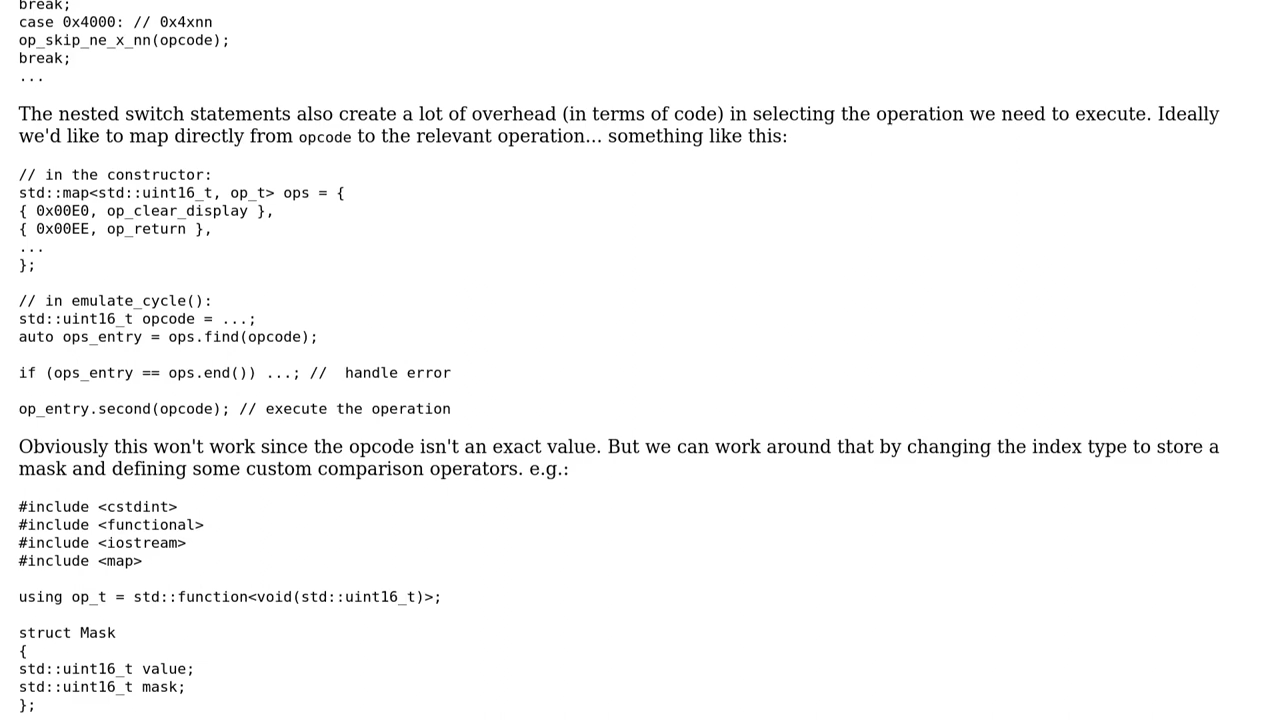 break;
case 0x4000: // 0x4xnn
op_skip_ne_x_nn(opcode);
break;
...
The nested switch statements also create a lot of overhead (in terms of code) in selecting the operation we need to execute. Ideally
we'd like to map directly from opcode to the relevant operation... something like this:
// in the constructor:
std::map<std::uint16_t, op_t> ops = {
{ 0x00E0, op_clear_display },
{ 0x00EE, op_return },
...
};
// in emulate_cycle():
std::uint16_t opcode = ...;
auto ops_entry = ops.find(opcode);
if (ops_entry == ops.end()) ...; //  handle error
op_entry.second(opcode); // execute the operation
Obviously this won't work since the opcode isn't an exact value. But we can work around that by changing the index type to store a
mask and defining some custom comparison operators. e.g.:
#include <cstdint>
#include <functional>
#include <iostream>
#include <map>
using op_t = std::function<void(std::uint16_t)>;
struct Mask
{
std::uint16_t value;
std::uint16_t mask;
};